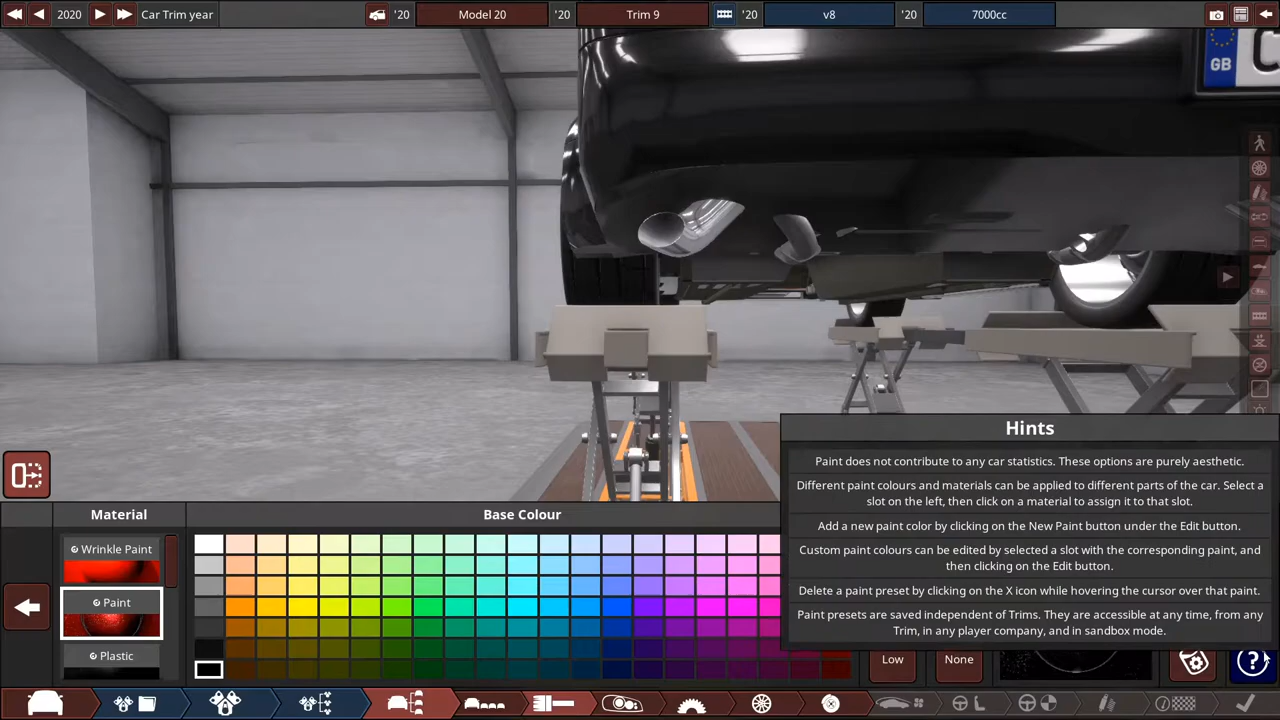 2020 Car Trim year '20 Model 20 '20 Trim 9 '20 v8 '20 7000cc
GB C
Hints
Paint does not contribute to any car statistics. These options are purely aesthetic.
Different paint colours and materials can be applied to different parts of the car. Select a
slot on the left, then click on a material to assign it to that slot.
Add a new paint color by clicking on the New Paint button under the Edit button.
Custom paint colours can be edited by selected a slot with the corresponding paint, and
then clicking on the Edit button.
Delete a paint preset by clicking on the X icon while hovering the cursor over that paint.
Paint presets are saved independent of Trims. They are accessible at any time, from any
Trim, in any player company, and in sandbox mode.
Material
Base Colour
Wrinkle Paint
Paint
Plastic
Low
None
?